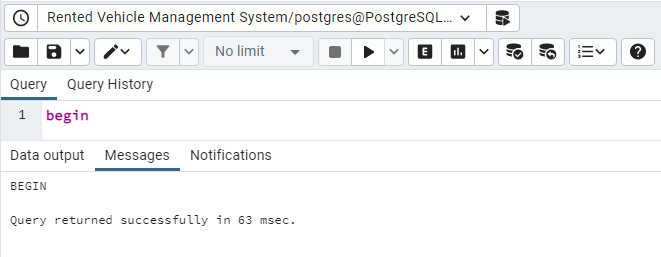 Rented Vehicle Management System/postgres@PostgreSQL...
No limit
E
Query Query History
1 begin
Data output Messages Notifications
BEGIN
Query returned successfully in 63 msec.